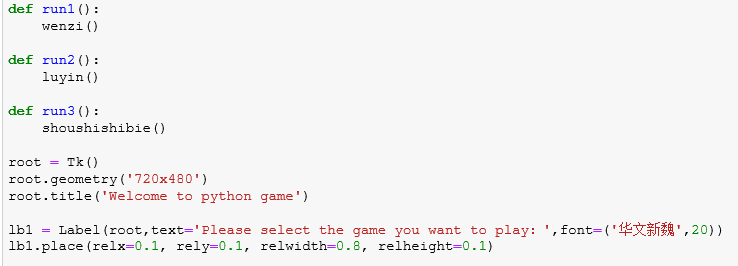 def run1():
    wenzi()
def run2():
    luyin()
def run3():
    shoushishibie()
root = Tk()
root.geometry('720x480')
root.title('Welcome to python game')
lb1 = Label(root,text='Please select the game you want to play：',font=('华文新魏',20))
lb1.place(relx=0.1, rely=0.1, relwidth=0.8, relheight=0.1)